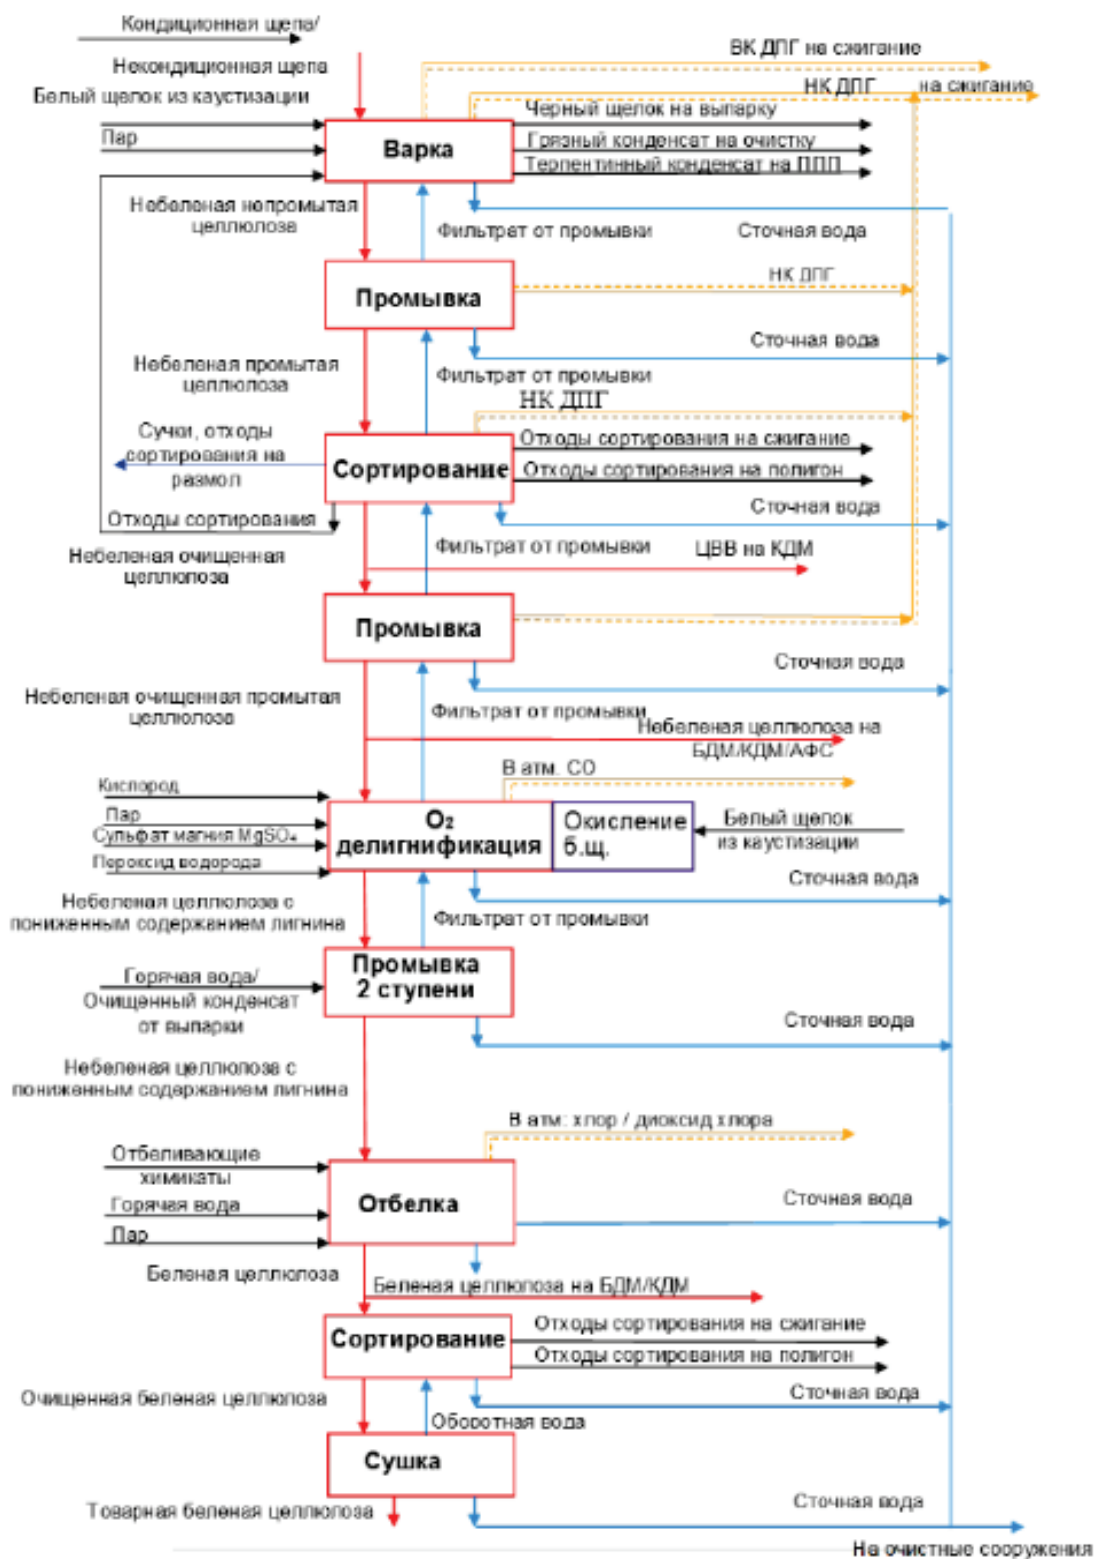 Кондиционная щепа/
ВК ДПГ на сжигание
Некондиционная щепа
НК ДПГ на сжигание
Белый щелок из каустизации
Черный щелок на выпарку
Пар
Варка
Грязный конденсат на очистку
Терпентинный конденсат на ППП
Небеленая непромытая
целлюлоза
Фильтрат от промывки
Сточная вода
НК ДПГ
Промывка
Сточная вода
Небеленая промытая
целлюлоза
Фильтрат от промывки
НК ДПГ
Сучки, отходы
сортирования на
размол
Отходы сортирования на сжигание
Сортирование
Отходы сортирования на полигон
Сточная вода
Отходы сортирования
Небеленая очищенная
целлюлоза
Фильтрат от промывки
ЦВВ на КДМ
Промывка
Сточная вода
Небеленая очищенная промытая
целлюлоза
Фильтрат от промывки
Небеленая целлюлоза на
БДМ/КДМ/АФС
В атм. СО
Кислород
Пар
Сульфат магния MgSO₄
Пероксид водорода
O₂
делигнификация
Окисление
б.щ.
Белый щелок
из каустизации
Сточная вода
Небеленая целлюлоза с
пониженным содержанием лигнина
Фильтрат от промывки
Промывка
2 ступени
Горячая вода/
Очищенный конденсат
от выпарки
Сточная вода
Небеленая целлюлоза с
пониженным содержанием лигнина
В атм: хлор / диоксид хлора
Отбеливающие
химикаты
Горячая вода
Пар
Отбелка
Сточная вода
Беленая целлюлоза
Беленая целлюлоза на БДМ/КДМ
Сортирование
Отходы сортирования на сжигание
Отходы сортирования на полигон
Очищенная беленая целлюлоза
Сточная вода
Оборотная вода
Сушка
Товарная беленая целлюлоза
Сточная вода
На очистные сооружения